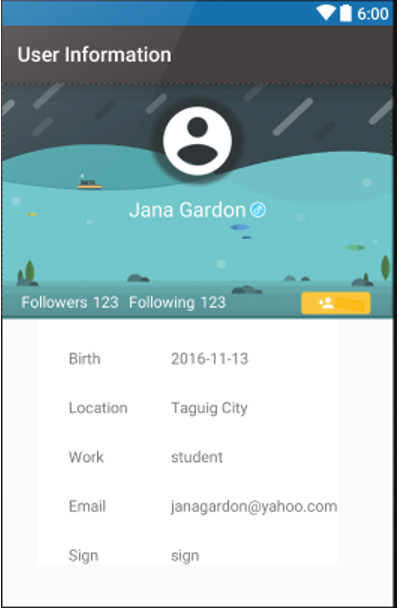 6:00
User Information
Jana Gardon
Followers 123 Following 123
Birth 2016-11-13
Location Taguig City
Work student
Email janagardon@yahoo.com
Sign sign